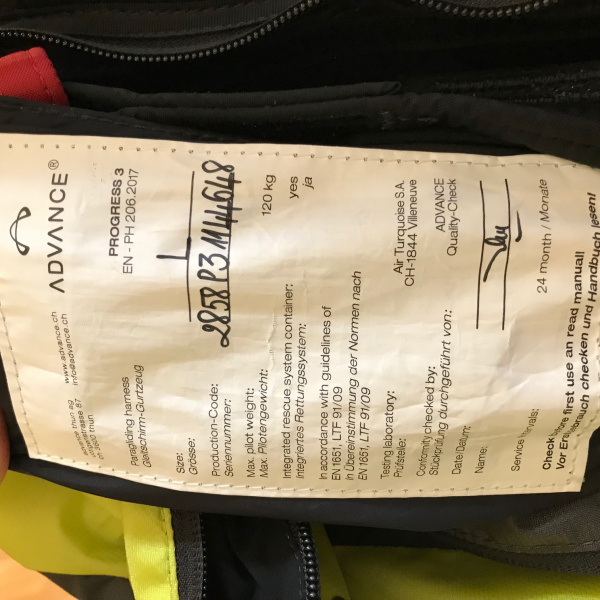 ADVANCE®
www.advance.ch
info@advance.ch
ch 3600 thun
Paragliding harness PROGRESS 3
Gleitschirm-Gurtzeug EN - PH 206.2017
Size: L
Grösse:
Production-Code: 2858P3M44648
Seriennummer:
Max. pilot weight: 120 kg
Max. Pilotengewicht:
Integrated rescue system container: yes
Integriertes Rettungssystem: ja
In accordance with guidelines of
EN 1651, LTF 91/09
In Übereinstimmung der Normen nach
EN 1651, LTF 91/09
Testing laboratory: Air Turquoise S.A.
Prüfstelle: CH-1844 Villeneuve
Conformity checked by: ADVANCE
Stückprüfung durchgeführt von: Quality-Check
Date/Datum:
Name:
Service intervals: 24 month / Monate
Check before first use an read manual!
Vor Erstgebrauch checken und Handbuch lesen!